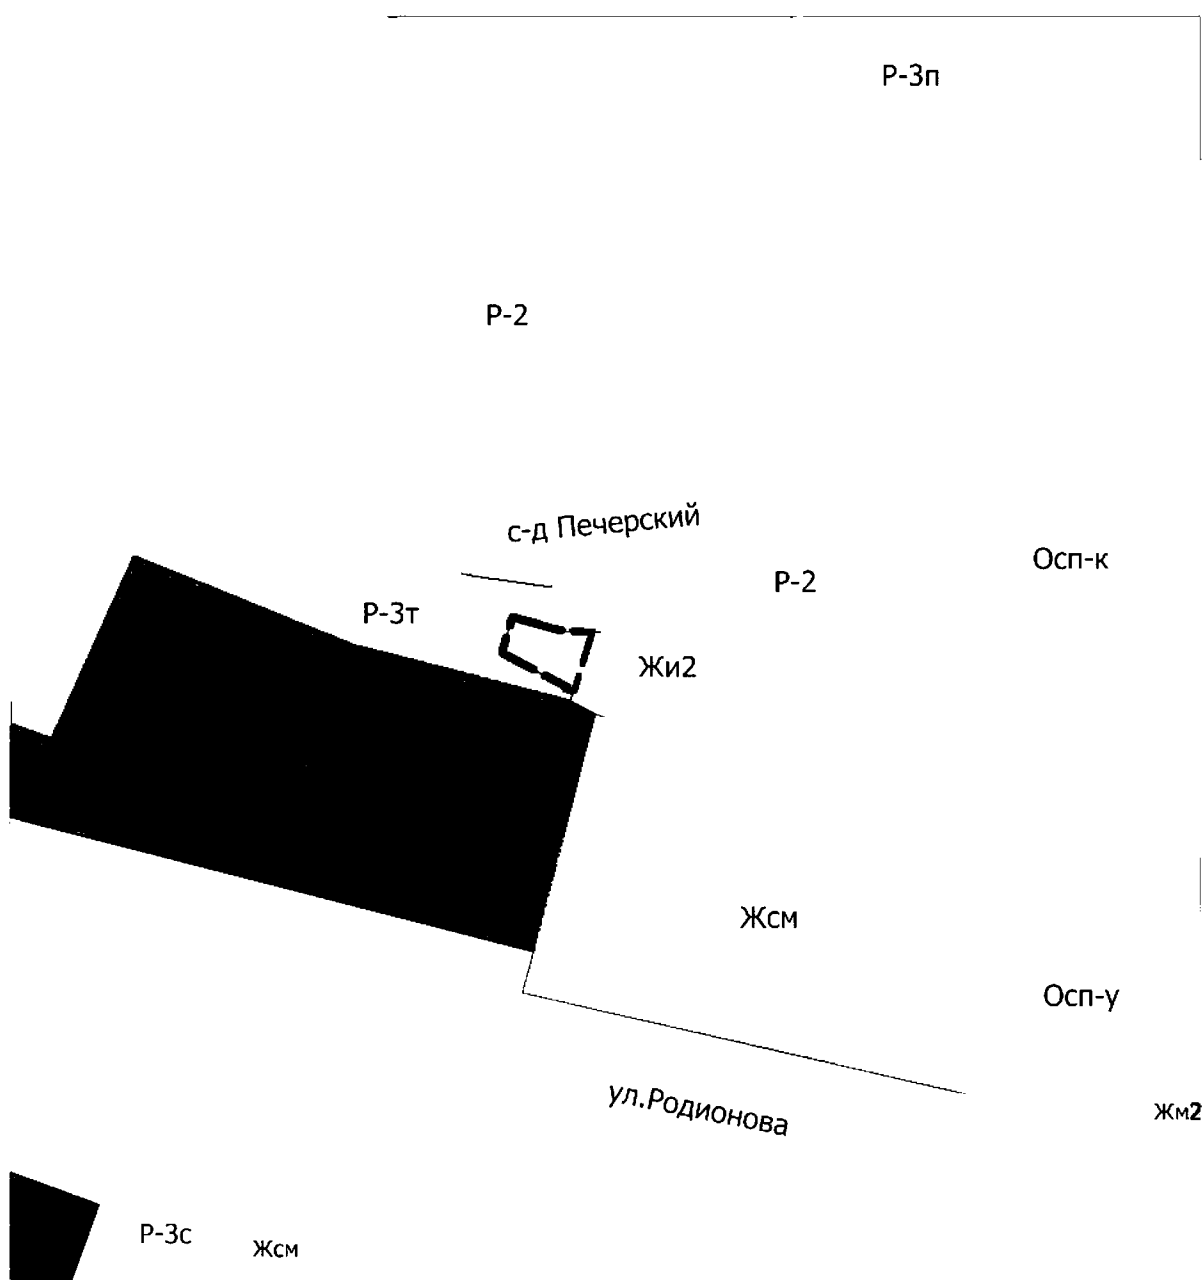 Р-3п
Р-2
с-д Печерский
Осп-к
Р-2
Р-3т
Жи2
Жсм
Осп-у
ул.Родионова
Жм2
Р-3с
Жсм